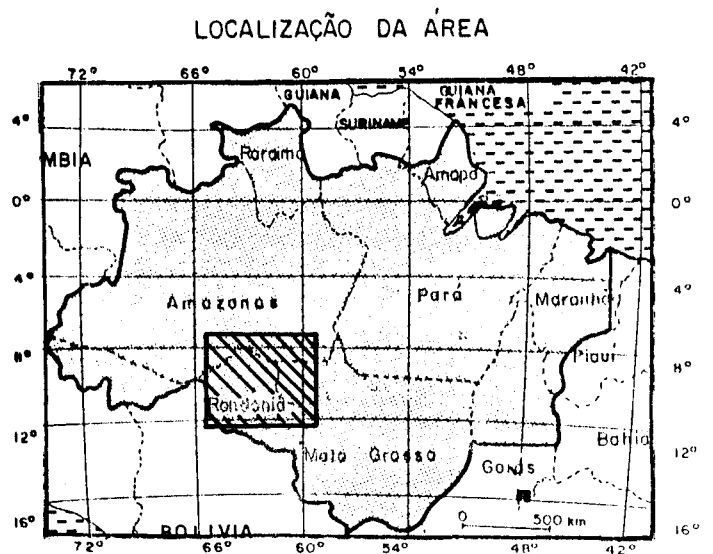 LOCALIZAÇÃO DA ÁREA
72° 66° 60° 54° 48° 42°
GUIANA
GUIANA
FRANCESA
4° SURINAME 4°
MBIA Roraima Amapá
0° 0°
4° 4°
Amazonas Pará Maranhã
8° Piauí 8°
Rondonia
12° Bahia 12°
Mato Grosso Goiás
16° BOLIVIA 0 500 km 16°
72° 66° 60° 54° 48° 42°